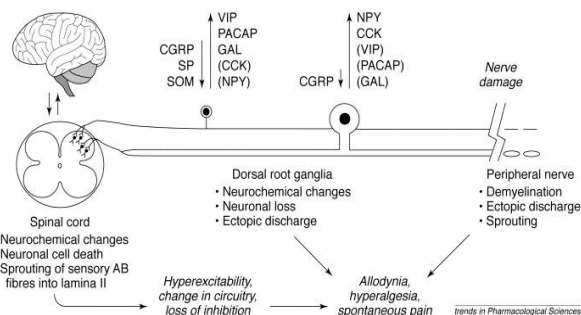 VIP
PACAP
GAL
(CCK)
(NPY)
CGRP
SP
SOM
NPY
CCK
(VIP)
(PACAP)
(GAL)
CGRP
Nerve
damage
Spinal cord
Neurochemical changes
Neuronal cell death
Sprouting of sensory AB
fibres into lamina II
Dorsal root ganglia
• Neurochemical changes
• Neuronal loss
• Ectopic discharge
Peripheral nerve
• Demyelination
• Ectopic discharge
• Sprouting
Hyperexcitability,
change in circuitry,
loss of inhibition
Allodynia,
hyperalgesia,
spontaneous pain
trends in Pharmacological Sciences